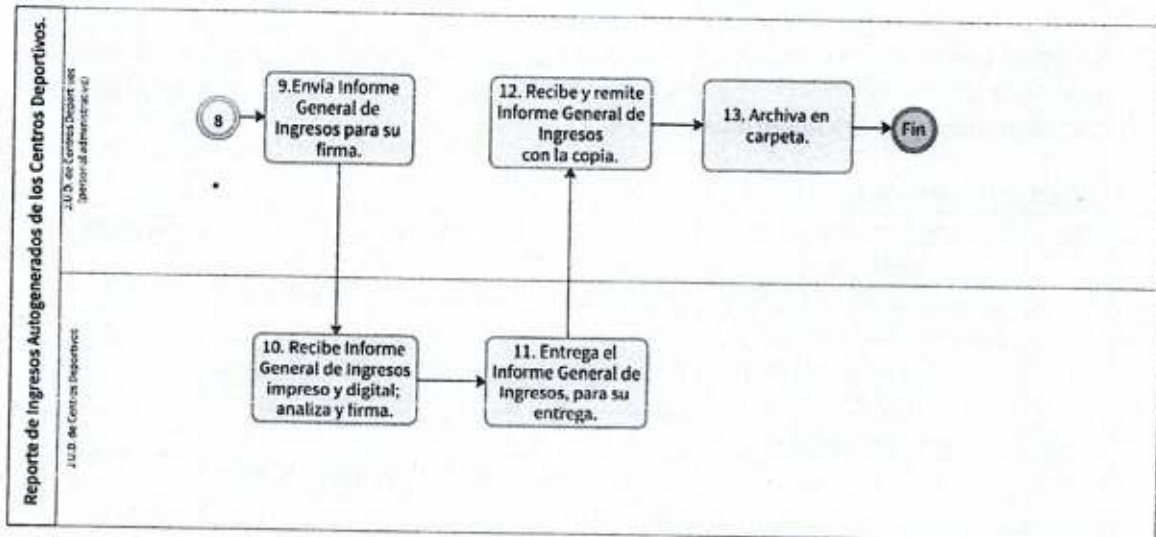 Reporte de Ingresos Autogenerados de los Centros Deportivos.
J.U.D. de Centros Deportivos
(personal administrativo)
8
9.Envía Informe
General de
Ingresos para su
firma.
12. Recibe y remite
Informe General de
Ingresos
con la copia.
13. Archiva en
carpeta.
Fin
J.U.D. de Centros Deportivos
10. Recibe Informe
General de Ingresos
impreso y digital;
analiza y firma.
11. Entrega el
Informe General de
Ingresos, para su
entrega.